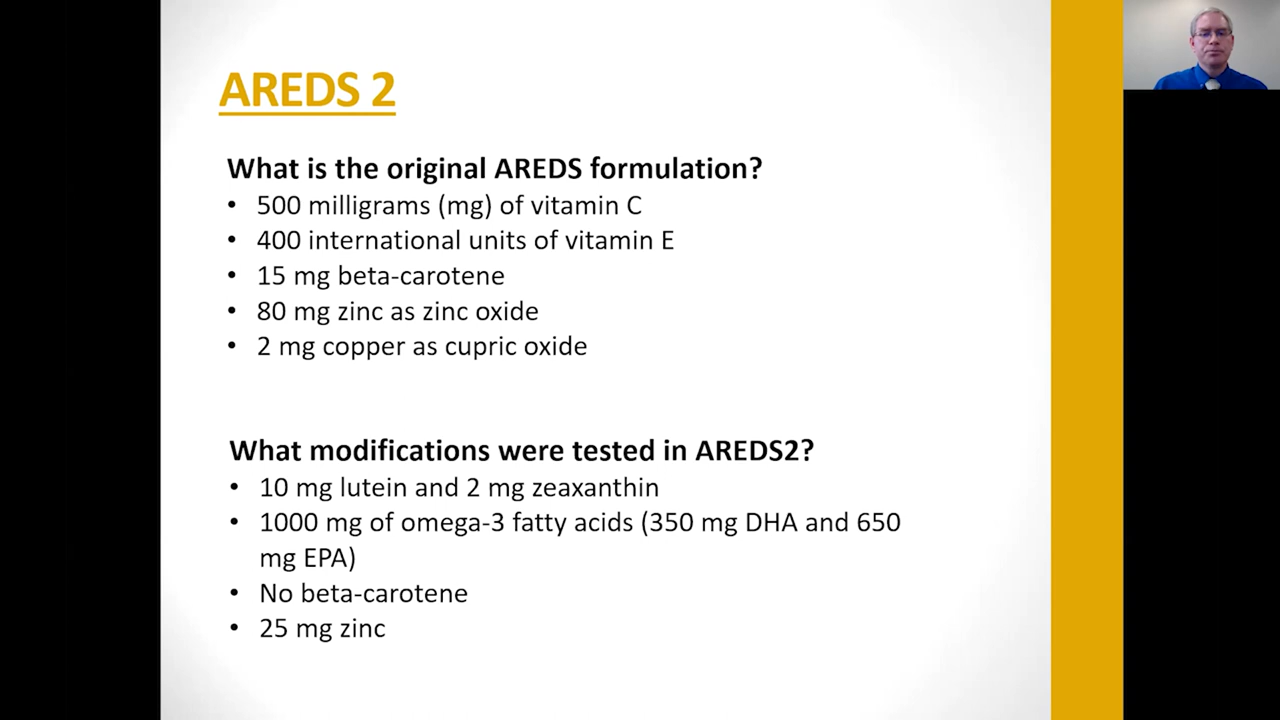 AREDS 2
What is the original AREDS formulation?
• 500 milligrams (mg) of vitamin C
• 400 international units of vitamin E
• 15 mg beta-carotene
• 80 mg zinc as zinc oxide
• 2 mg copper as cupric oxide
What modifications were tested in AREDS2?
• 10 mg lutein and 2 mg zeaxanthin
• 1000 mg of omega-3 fatty acids (350 mg DHA and 650
mg EPA)
• No beta-carotene
• 25 mg zinc